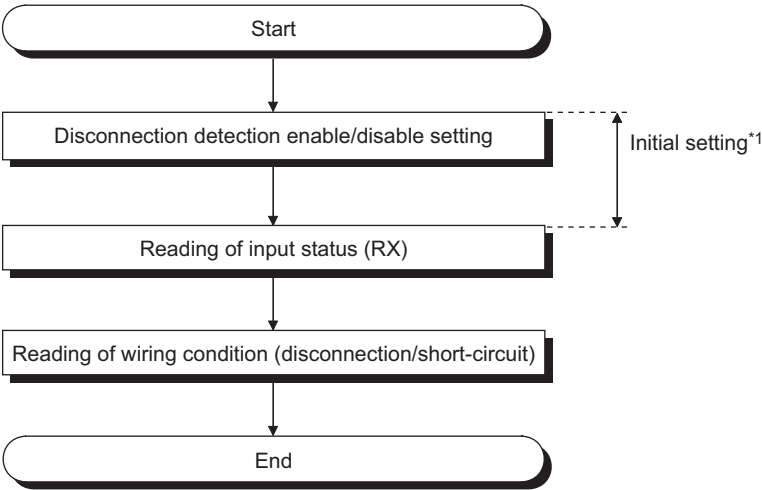 Start
Disconnection detection enable/disable setting
Initial setting*1
Reading of input status (RX)
Reading of wiring condition (disconnection/short-circuit)
End